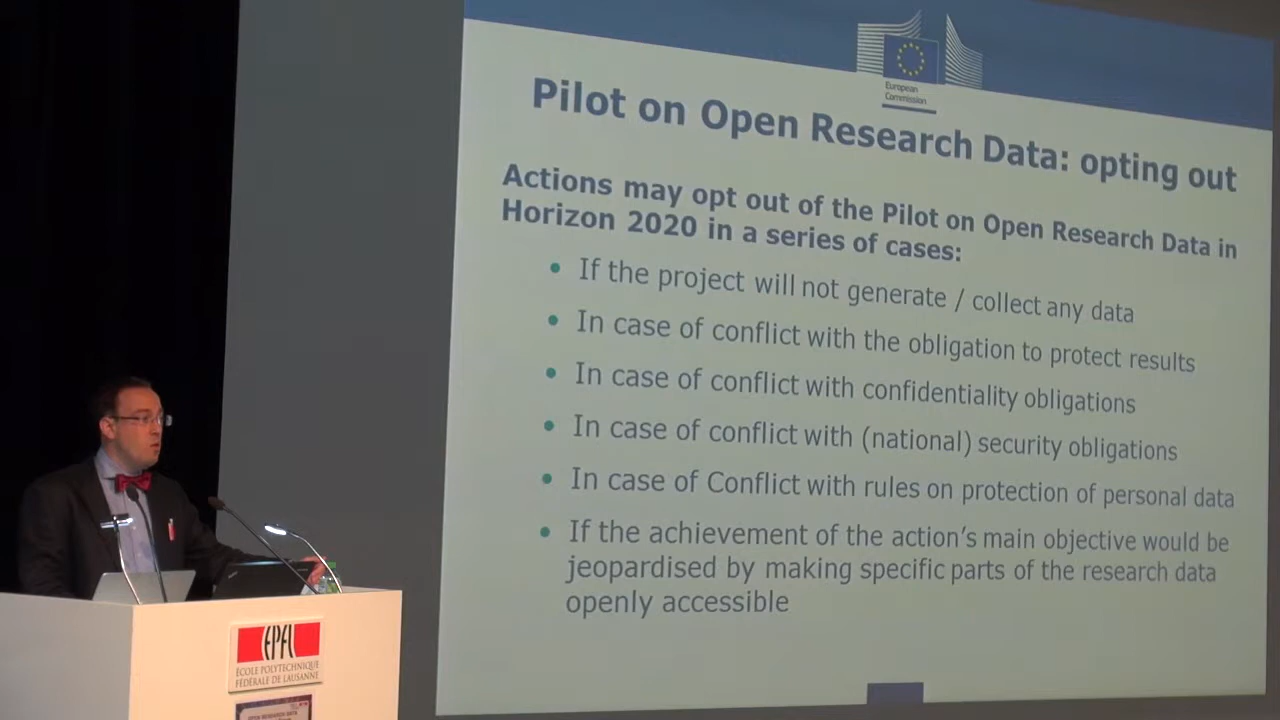 European
Commission
Pilot on Open Research Data: opting out
Actions may opt out of the Pilot on Open Research Data in
Horizon 2020 in a series of cases:
• If the project will not generate / collect any data
• In case of conflict with the obligation to protect results
• In case of conflict with confidentiality obligations
• In case of conflict with (national) security obligations
• In case of Conflict with rules on protection of personal data
• If the achievement of the action's main objective would be
jeopardised by making specific parts of the research data
openly accessible
EPFL
ÉCOLE POLYTECHNIQUE
FÉDÉRALE DE LAUSANNE
OPEN RESEARCH DATA